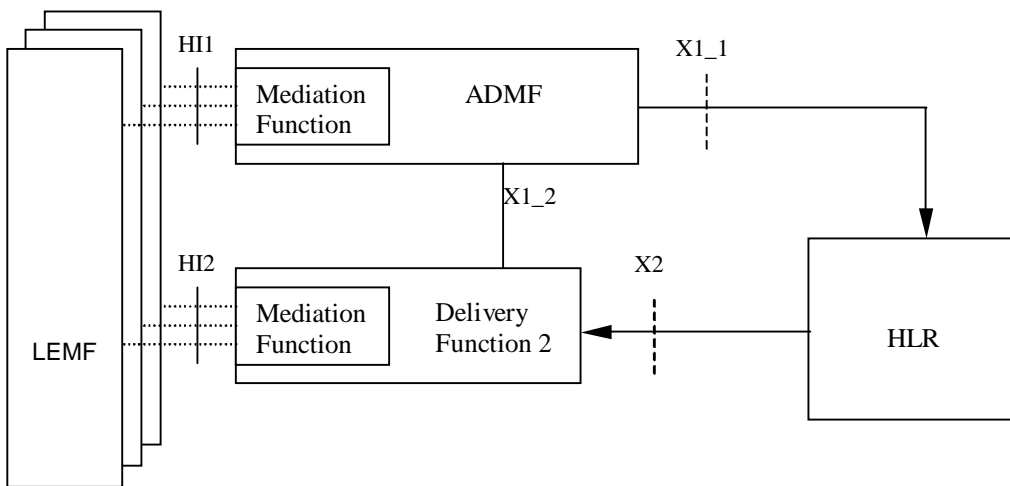 HI1
X1_1
Mediation
Function
ADMF
X1_2
HI2
X2
Mediation
Function
Delivery
Function 2
LEMF
HLR